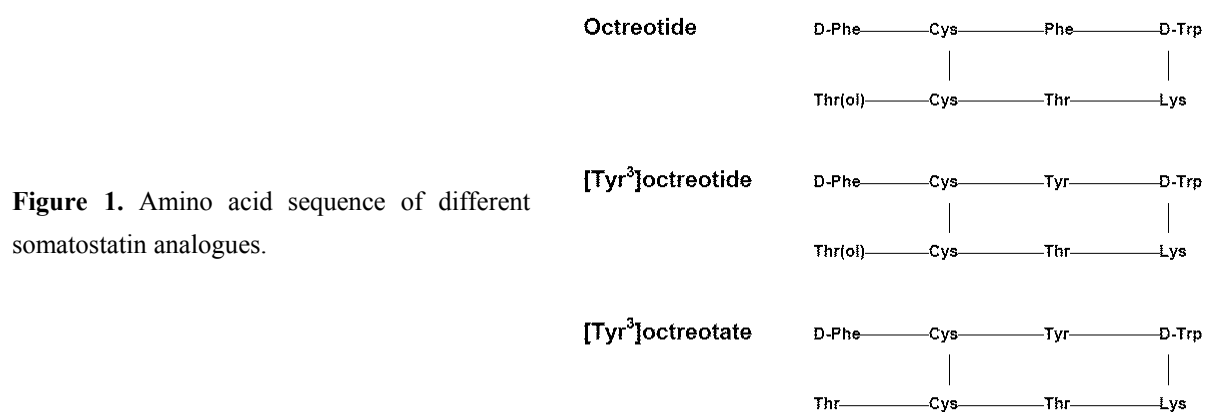 Octreotide
D-Phe Cys Phe D-Trp
Thr(ol) Cys Thr Lys
[Tyr³]octreotide
D-Phe Cys Tyr D-Trp
Thr(ol) Cys Thr Lys
[Tyr³]octreotate
D-Phe Cys Tyr D-Trp
Thr Cys Thr Lys
Figure 1. Amino acid sequence of different
somatostatin analogues.